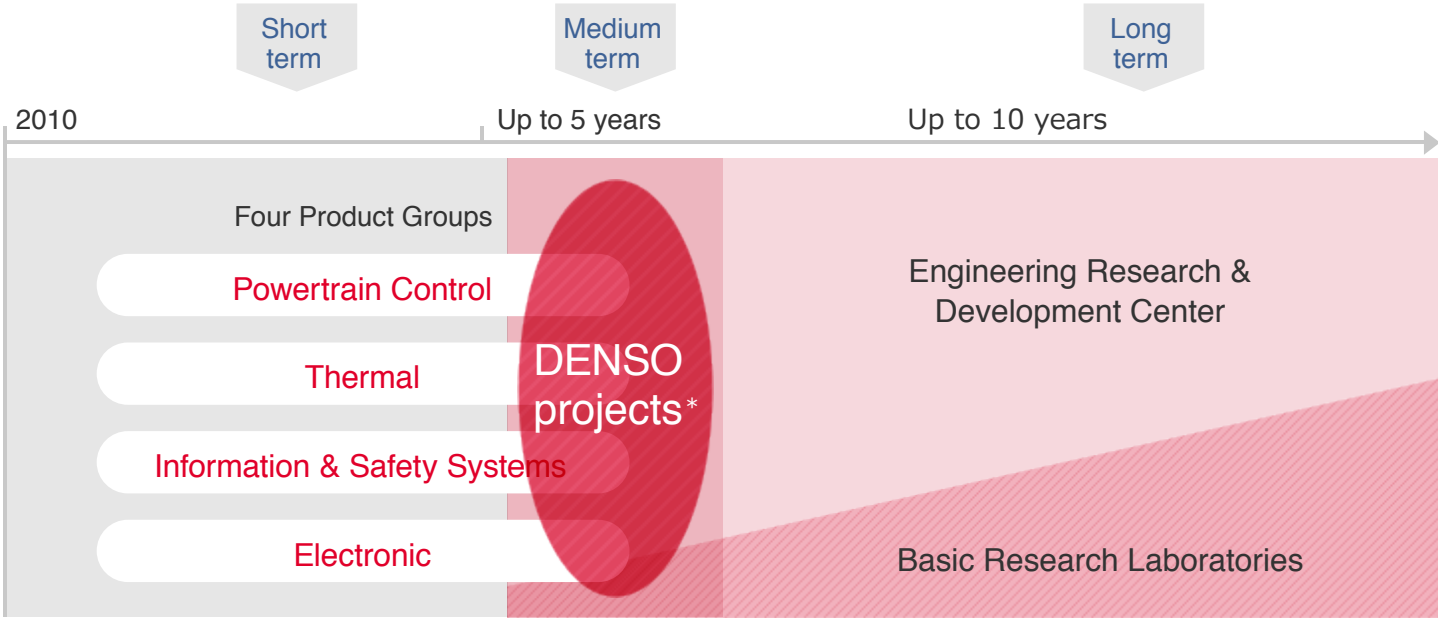 Short
term
Medium
term
Long
term
2010
Up to 5 years
Up to 10 years
Four Product Groups
Powertrain Control
Thermal
Information & Safety Systems
Electronic
DENSO
projects*
Engineering Research &
Development Center
Basic Research Laboratories